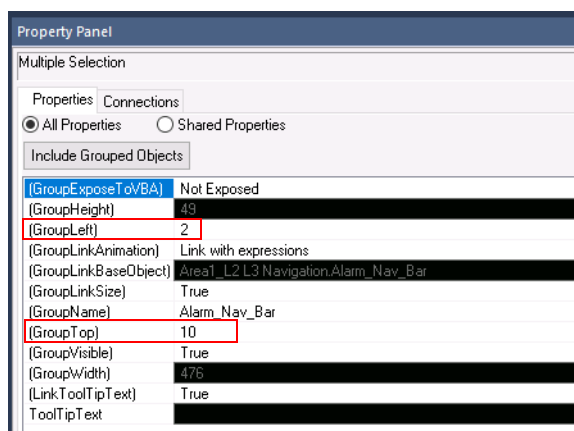 Property Panel
Multiple Selection
Properties Connections
All Properties Shared Properties
Include Grouped Objects
(GroupExposeToVBA) Not Exposed
(GroupHeight) 49
(GroupLeft) 2
(GroupLinkAnimation) Link with expressions
(GroupLinkBaseObject) Area1_L2 L3 Navigation.Alarm_Nav_Bar
(GroupLinkSize) True
(GroupName) Alarm_Nav_Bar
(GroupTop) 10
(GroupVisible) True
(GroupWidth) 476
(LinkToolTipText) True
ToolTipText